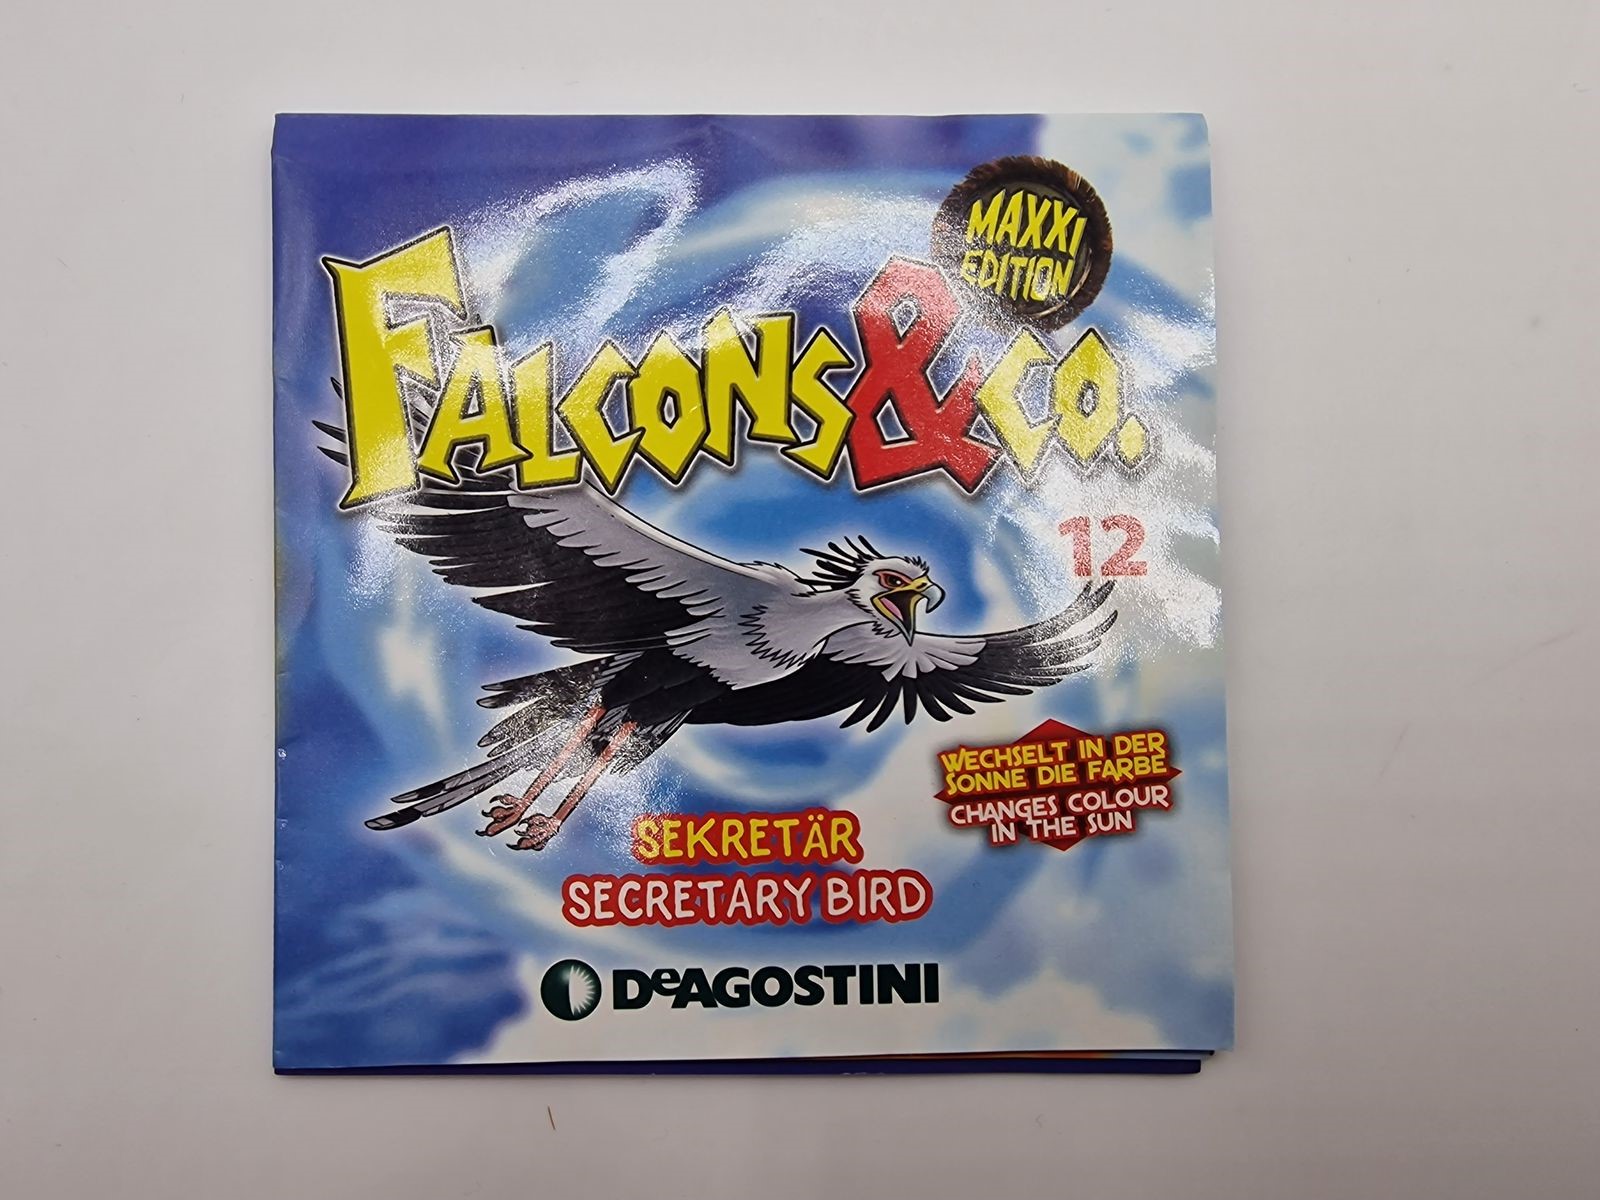 MAXXI
EDITION
FALCONS & CO.
12
WECHSELT IN DER
SONNE DIE FARBE
CHANGES COLOUR
IN THE SUN
SEKRETÄR
SECRETARY BIRD
DeAGOSTINI